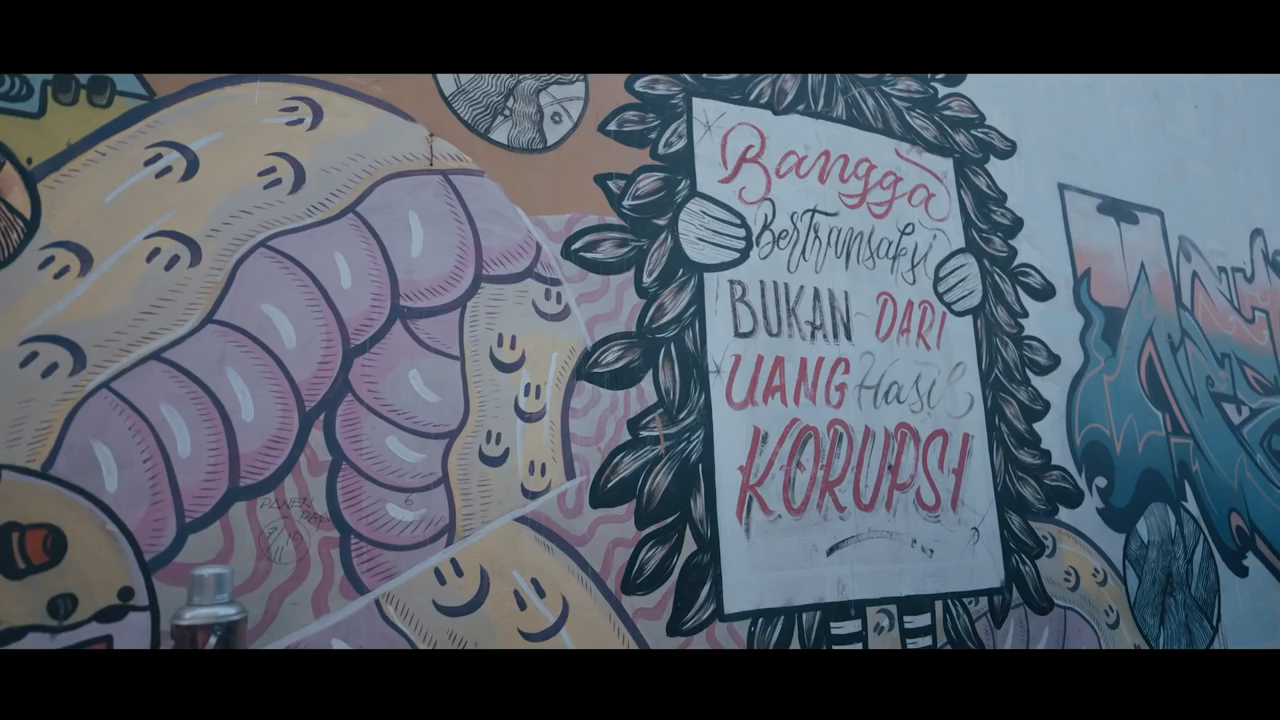 Bangga
Bertransaksi
BUKAN DARI
UANG Hasil
KORUPSI